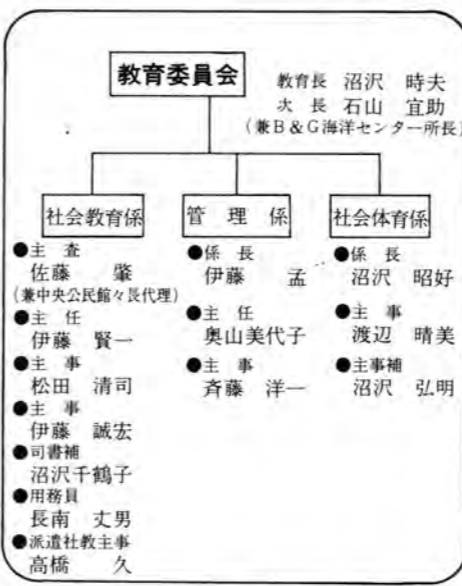 教育委員会
教育長 沼沢 時夫
次 長 石山 宜助
(兼B&G海洋センター所長)
社会教育係
●主 査
佐藤 肇
(兼中央公民館々長代理)
●主 任
伊藤 賢一
●主 事
松田 清司
●主 事
伊藤 誠宏
●司書補
沼沢千鶴子
●用務員
長南 丈男
●派遣社教主事
高橋 久
管 理 係
●係 長
伊藤 孟
●主 任
奥山美代子
●主 事
斉藤 洋一
社会体育係
●係 長
沼沢 昭好
●主 事
渡辺 晴美
●主事補
沼沢 弘明